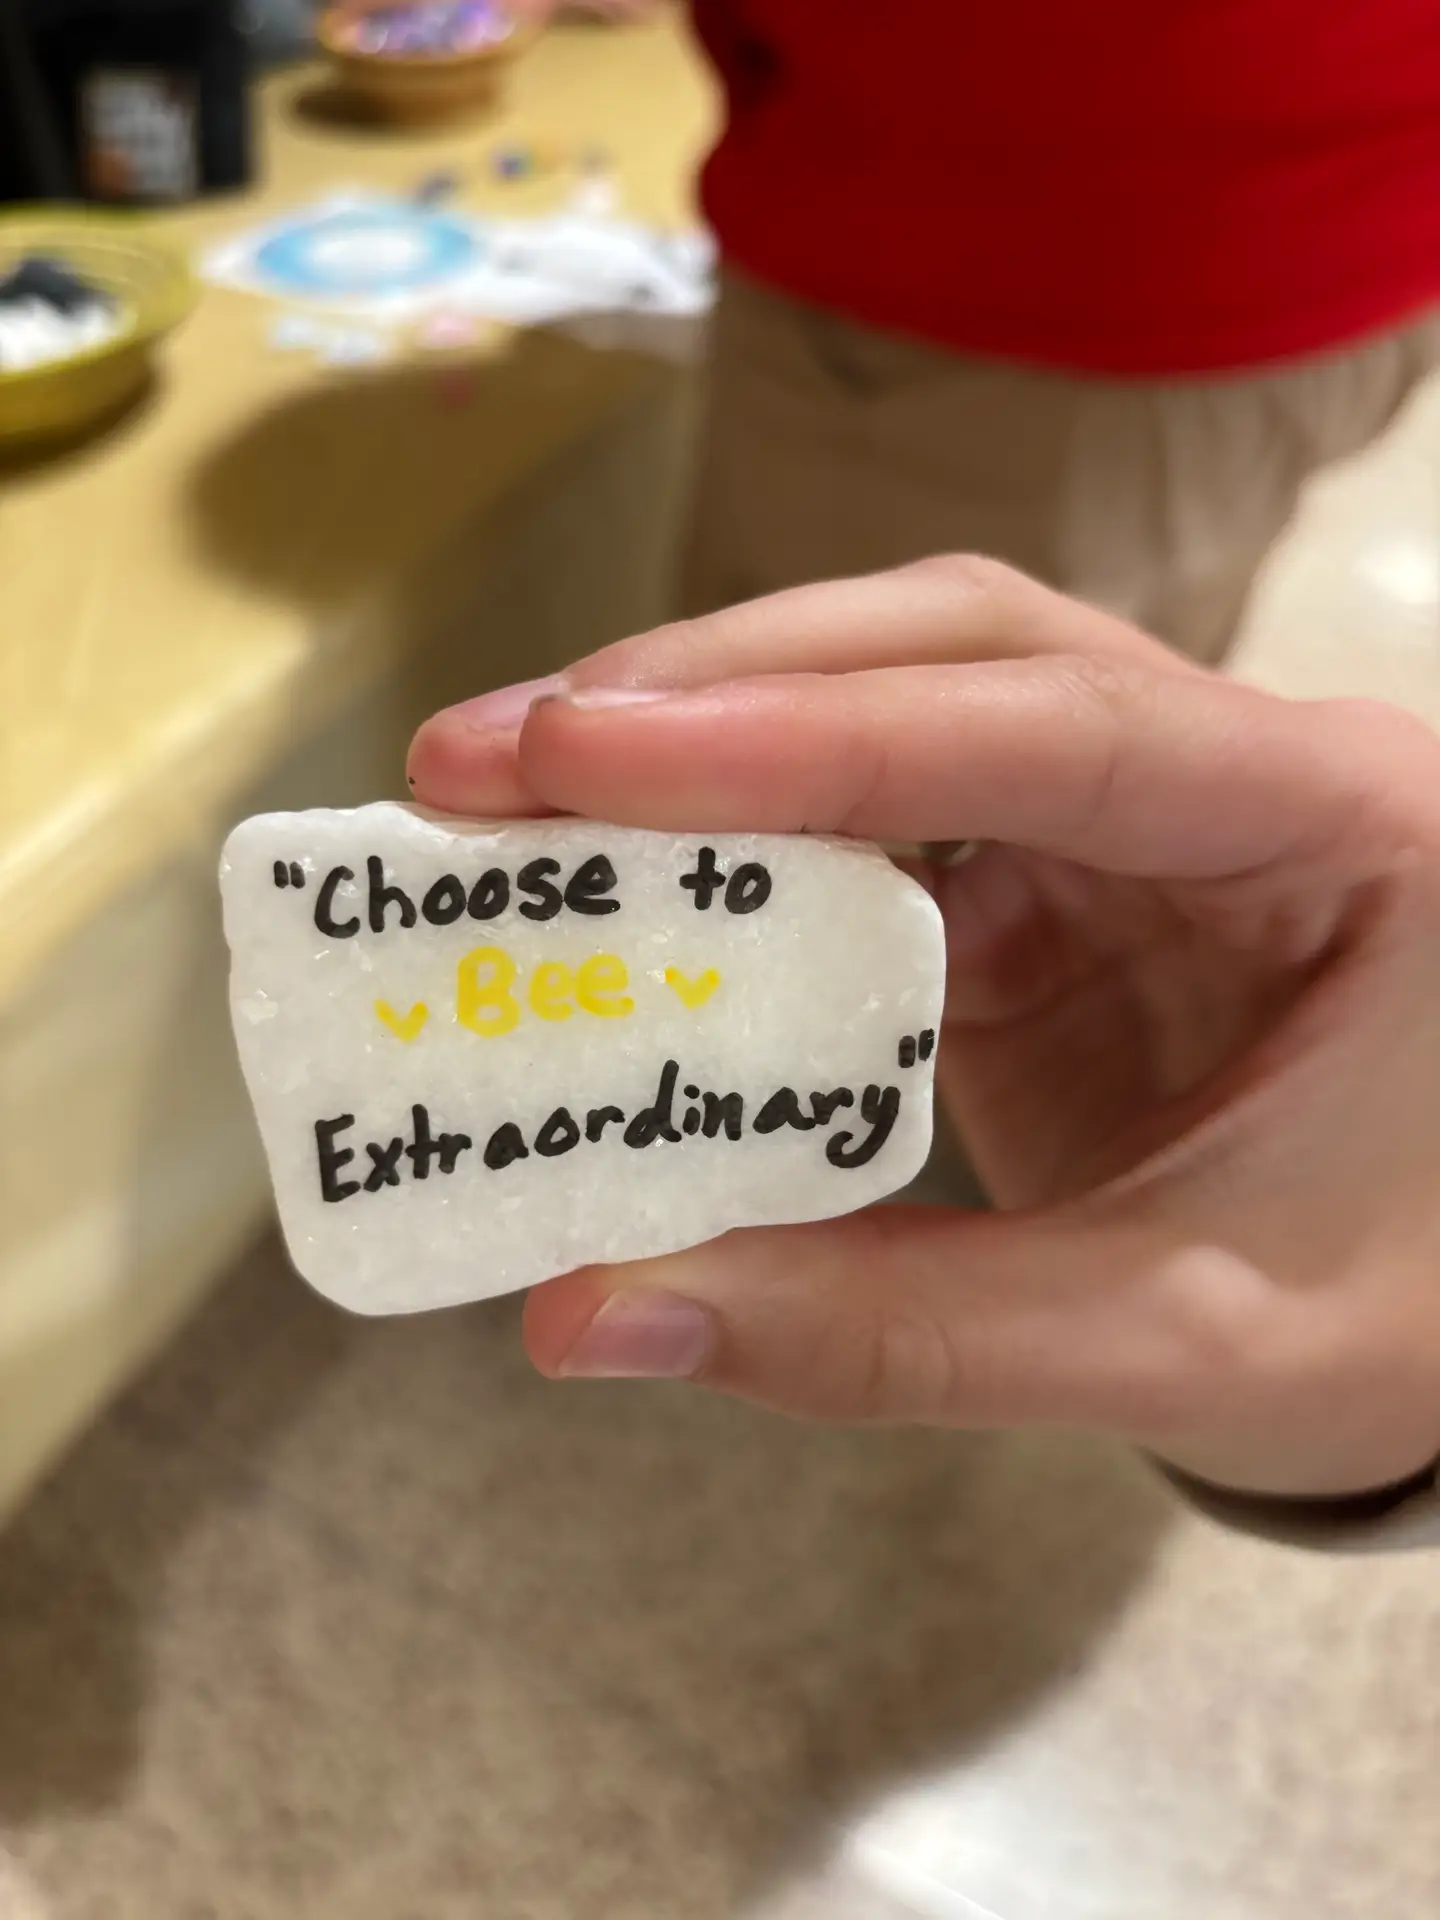 "Choose to
Bee
Extraordinary"